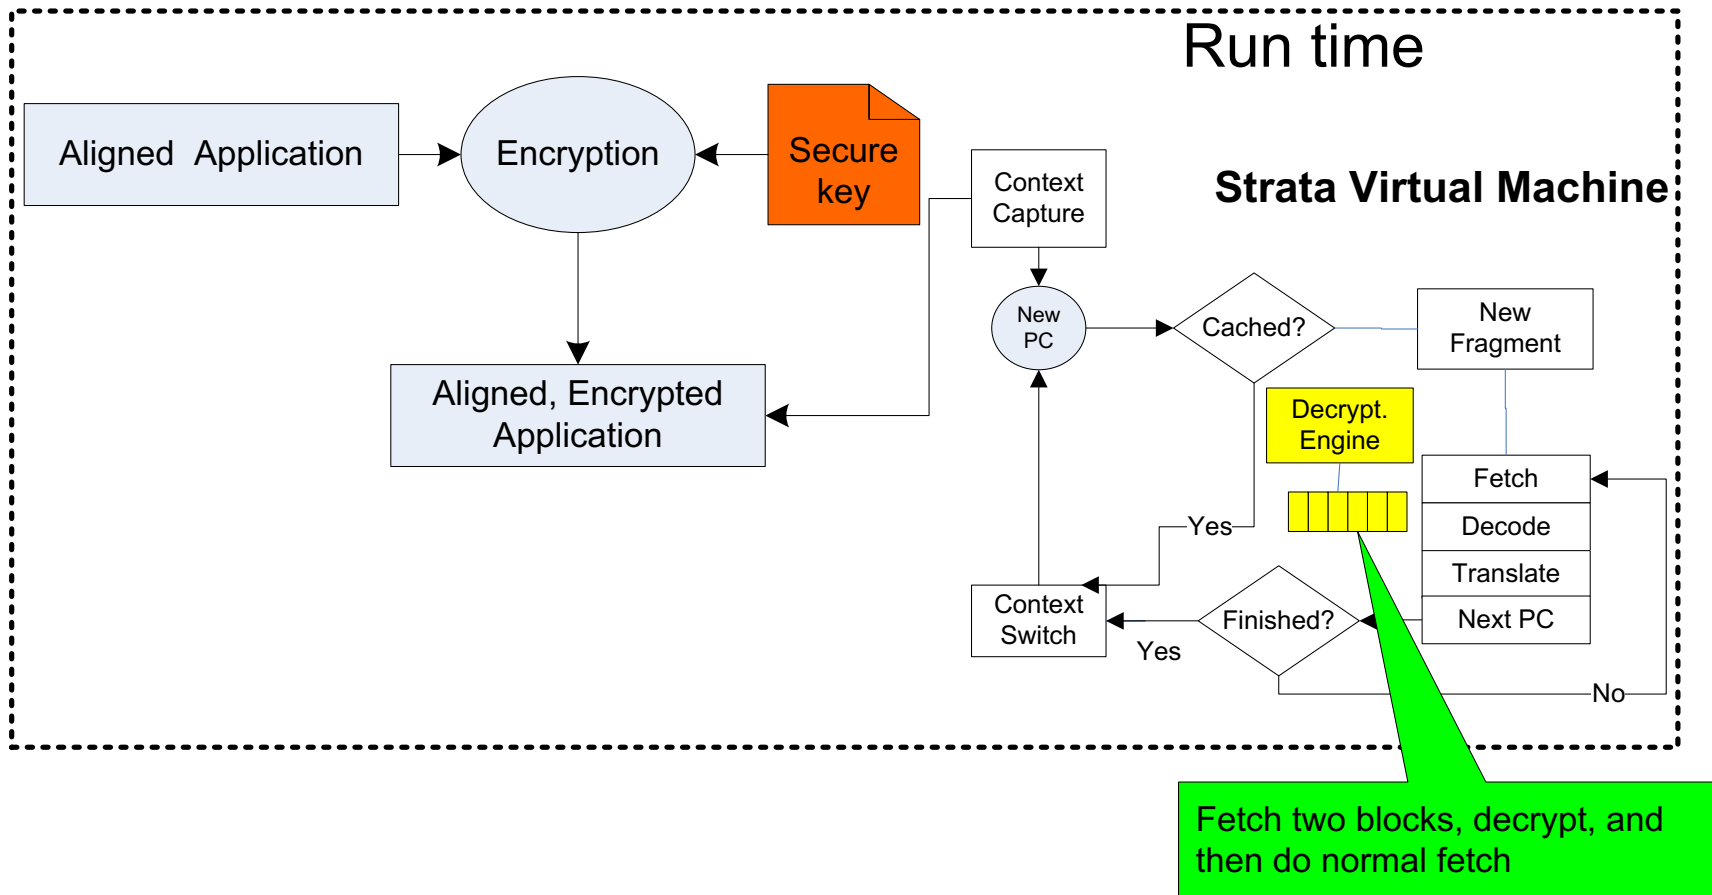 Run time
Aligned Application
Encryption
Secure
key
Context
Capture
Strata Virtual Machine
New
PC
Cached?
New
Fragment
Aligned, Encrypted
Application
Decrypt.
Engine
Fetch
Decode
Translate
Next PC
Yes
Context
Switch
Finished?
Yes
No
Fetch two blocks, decrypt, and
then do normal fetch